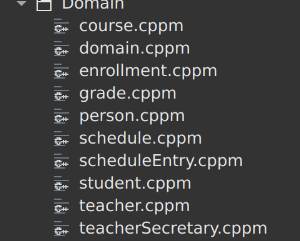 Domain
course.cppm
domain.cppm
enrollment.cppm
grade.cppm
person.cppm
schedule.cppm
scheduleEntry.cppm
student.cppm
teacher.cppm
teacherSecretary.cppm